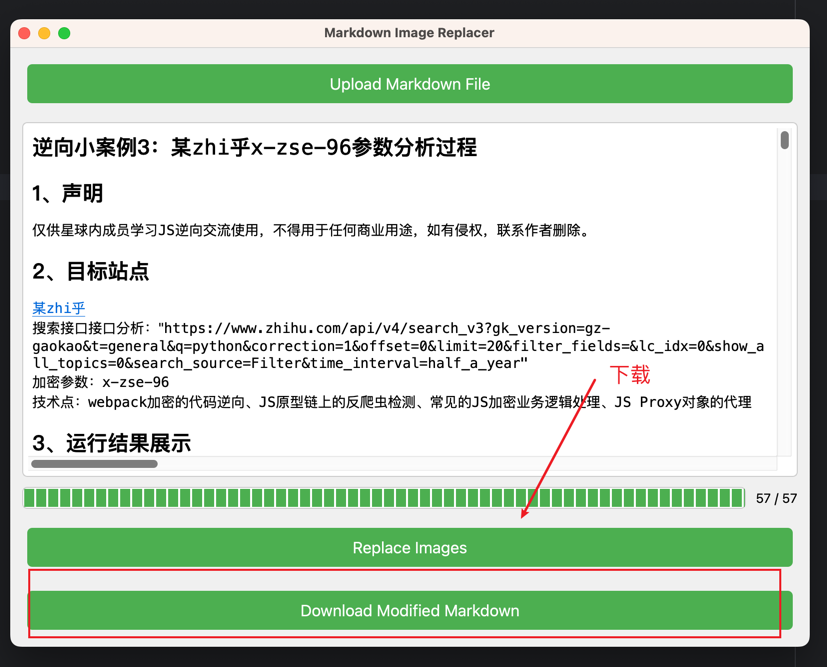 Markdown Image Replacer
Upload Markdown File
逆向小案例3：某zhi乎x-zse-96参数分析过程
1、声明
仅供星球内成员学习JS逆向交流使用，不得用于任何商业用途，如有侵权，联系作者删除。
2、目标站点
某zhi乎
搜索接口接口分析："https://www.zhihu.com/api/v4/search_v3?gk_version=gz-
gaokao&t=general&q=python&correction=1&offset=0&limit=20&filter_fields=&lc_idx=0&show_a
ll_topics=0&search_source=Filter&time_interval=half_a_year"
加密参数：x-zse-96
下载
技术点：webpack加密的代码逆向、JS原型链上的反爬虫检测、常见的JS加密业务逻辑处理、JS Proxy对象的代理
3、运行结果展示
57 / 57
Replace Images
Download Modified Markdown